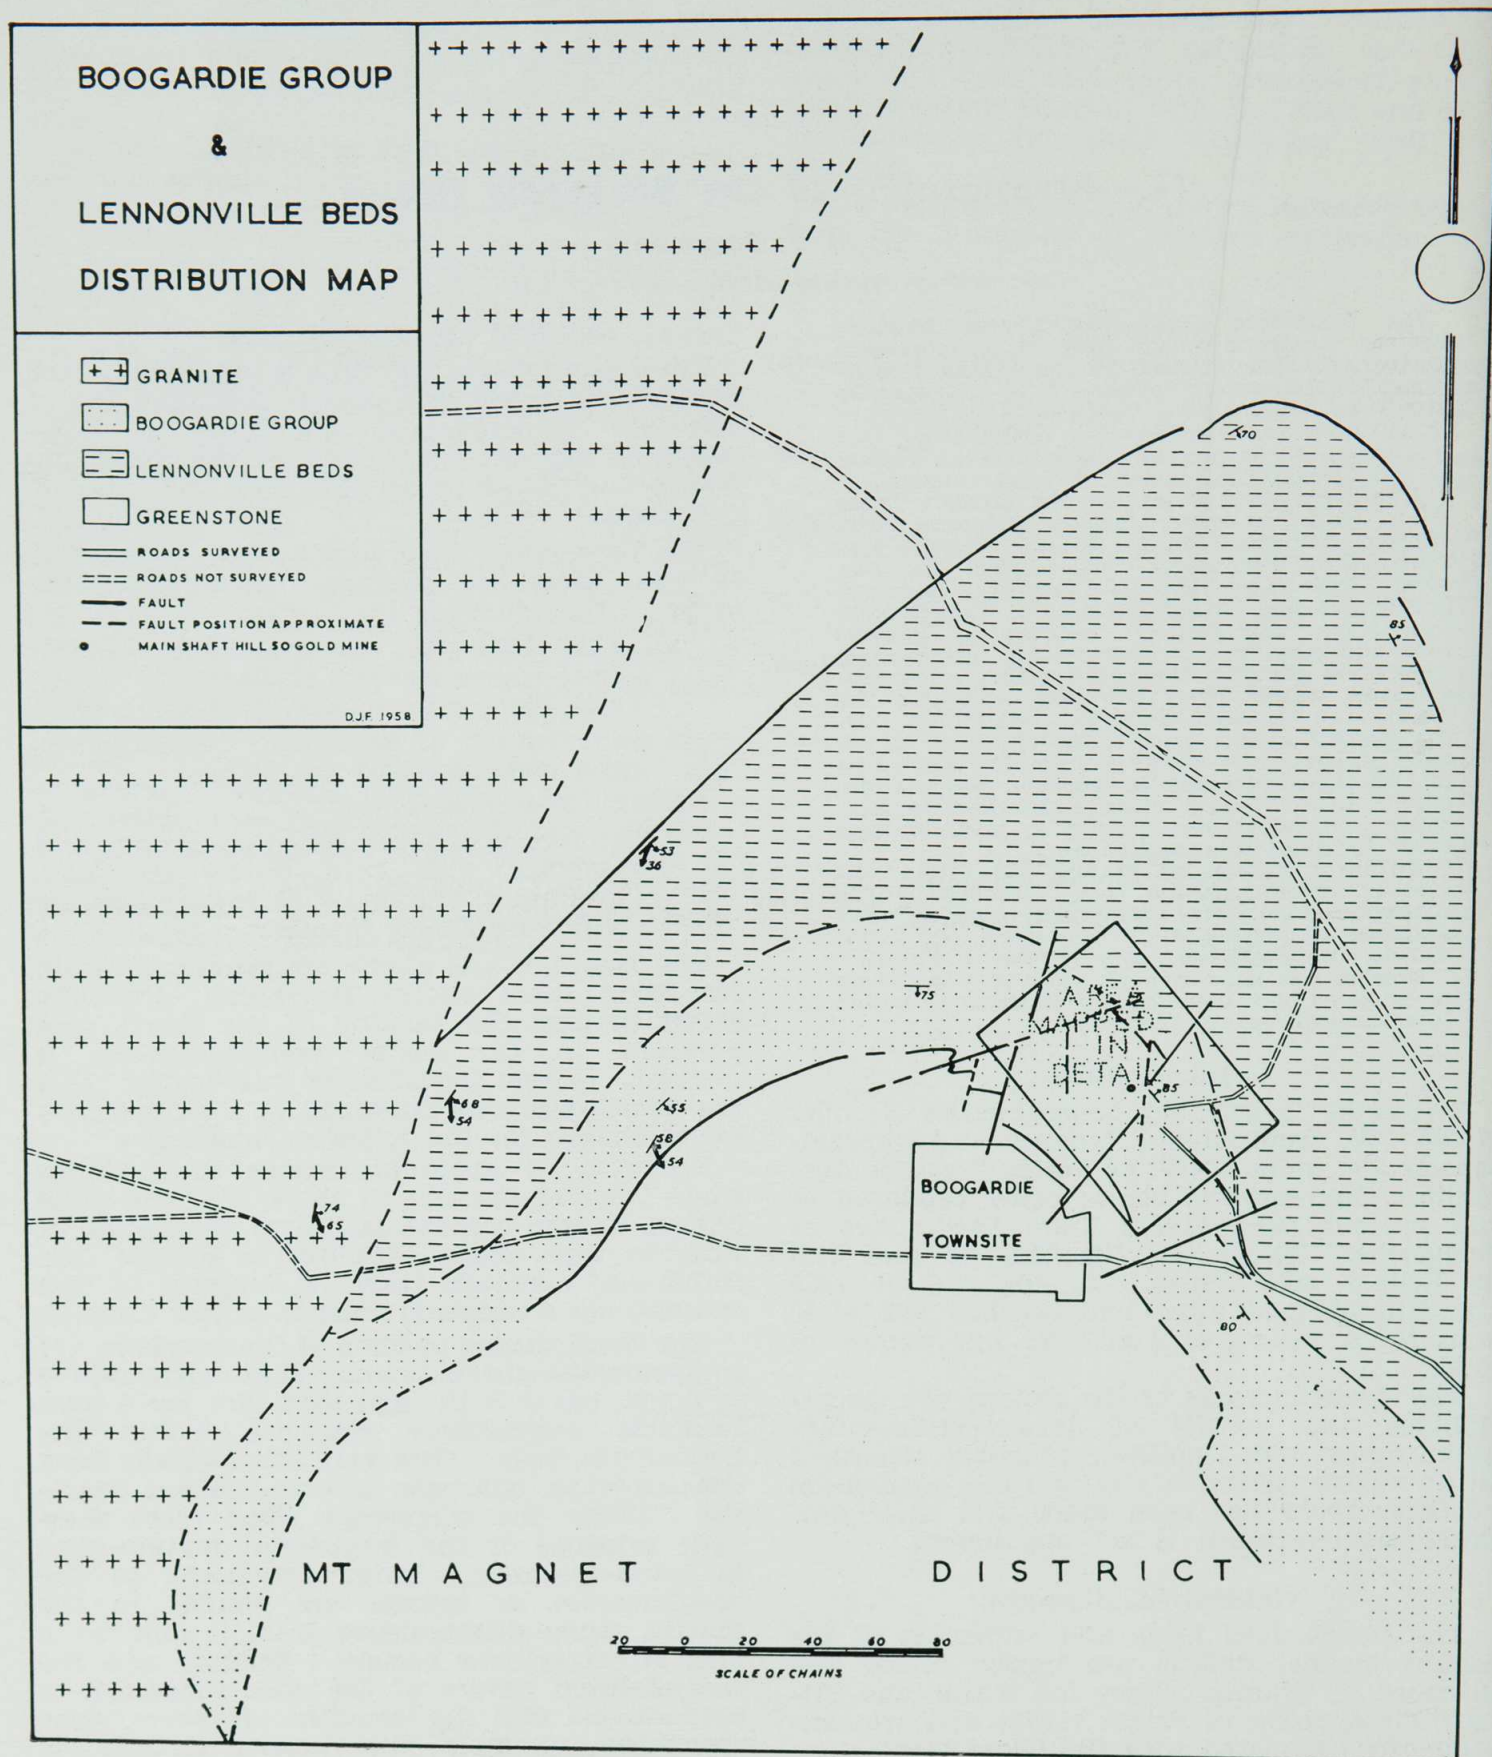 BOOGARDIE GROUP
&
LENNONVILLE BEDS
DISTRIBUTION MAP
GRANITE
BOOGARDIE GROUP
LENNONVILLE BEDS
GREENSTONE
ROADS SURVEYED
ROADS NOT SURVEYED
FAULT
FAULT POSITION APPROXIMATE
MAIN SHAFT HILL 50 GOLD MINE
D.J.F. 1958
70
85
53
36
75
AREA
MAPPED
IN
DETAIL
85
68
54
55
58
54
74
65
BOOGARDIE
TOWNSITE
80
MT MAGNET DISTRICT
20 0 20 40 60 80
SCALE OF CHAINS